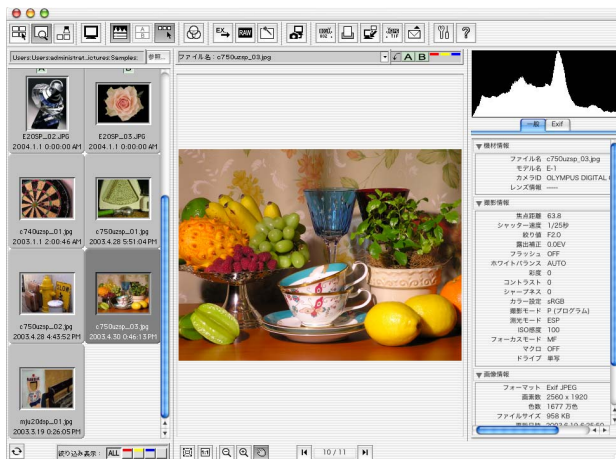 EX
RAW
Users:Users:administrat...ictures:Samples:
参照...
ファイル名：c750uzsp_03.jpg
A B
E20SP_02.JPG
2004.1.1 0:00:00 AM
E20SP_03.JPG
2004.1.1 0:00:00 AM
c740uzsp_01.jpg
2003.1.1 2:00:46 AM
c750uzsp_01.jpg
2003.4.28 5:51:04 PM
c750uzsp_02.jpg
2003.4.28 4:43:52 PM
c750uzsp_03.jpg
2003.4.30 0:46:13 PM
mju20dsp_01.jpg
2003.3.19 0:26:05 PM
一般
Exif
機材情報
ファイル名 c750uzsp_03.jpg
モデル名 E-1
カメラID OLYMPUS DIGITAL
レンズ情報 ----
撮影情報
焦点距離 63.8
シャッター速度 1/25秒
絞り値 F2.0
露出補正 0.0EV
フラッシュ OFF
ホワイトバランス AUTO
彩度 0
コントラスト 0
シャープネス 0
カラー設定 sRGB
撮影モード P (プログラム)
測光モード ESP
ISO感度 100
フォーカスモード MF
マクロ OFF
ドライブ 単写
画像情報
フォーマット Exif JPEG
画素数 2560 x 1920
色数 1677 万色
ファイルサイズ 958 KB
絞り込み表示：
ALL
10 / 11